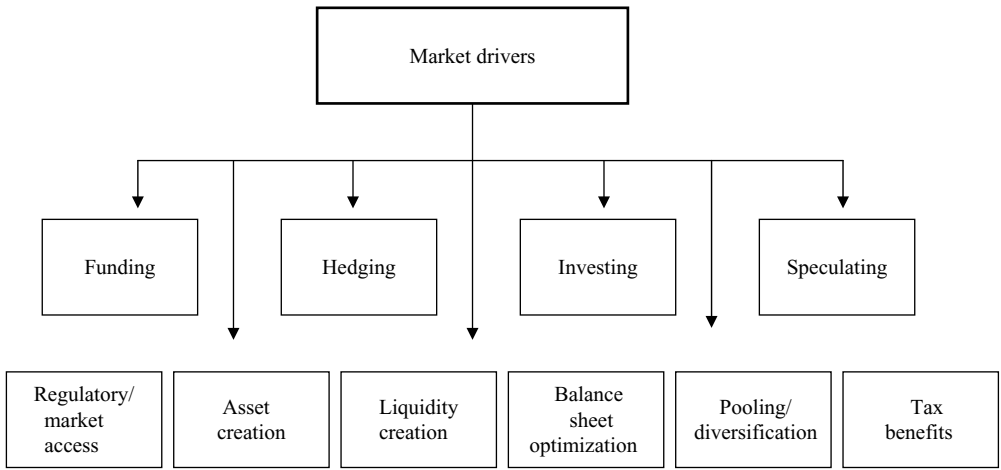 Market drivers
Funding
Hedging
Investing
Speculating
Regulatory/
market
access
Asset
creation
Liquidity
creation
Balance
sheet
optimization
Pooling/
diversification
Tax
benefits